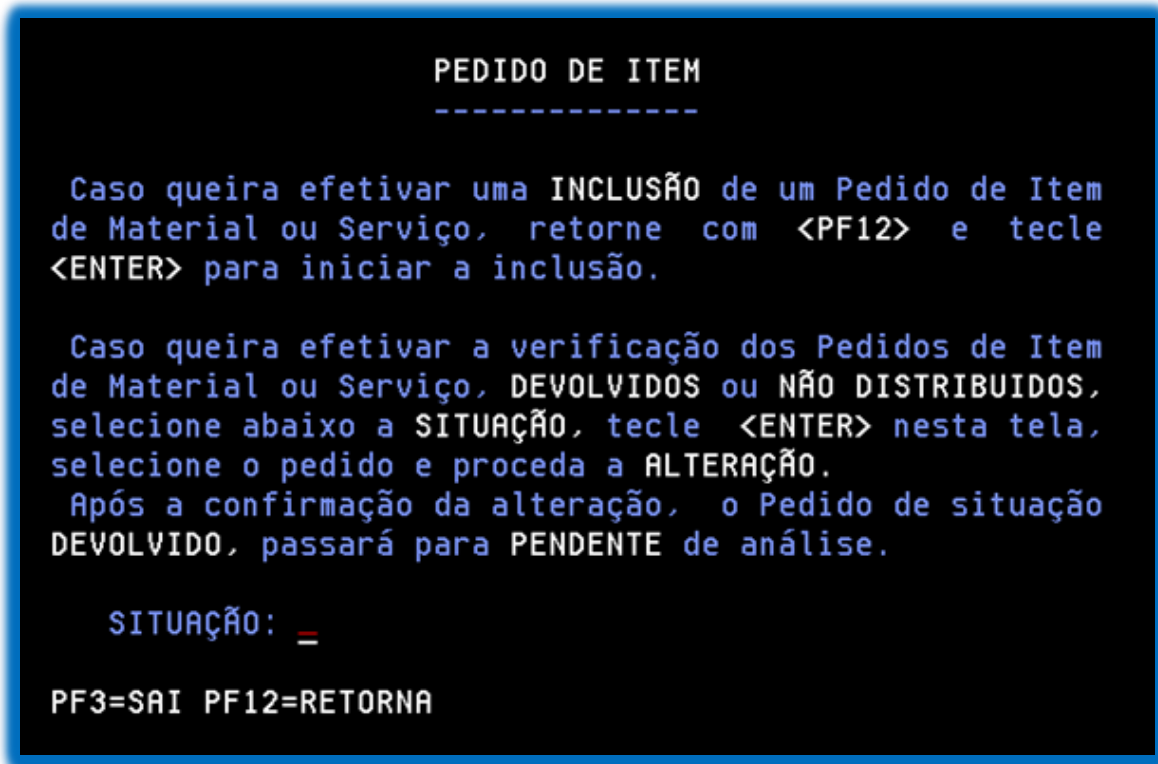 PEDIDO DE ITEM
--------------
Caso queira efetivar uma INCLUSÃO de um Pedido de Item
de Material ou Serviço, retorne com <PF12> e tecle
<ENTER> para iniciar a inclusão.
Caso queira efetivar a verificação dos Pedidos de Item
de Material ou Serviço, DEVOLVIDOS ou NÃO DISTRIBUIDOS,
selecione abaixo a SITUAÇÃO, tecle <ENTER> nesta tela,
selecione o pedido e proceda a ALTERAÇÃO.
Após a confirmação da alteração, o Pedido de situação
DEVOLVIDO, passará para PENDENTE de análise.
SITUAÇÃO: _
PF3=SAI PF12=RETORNA